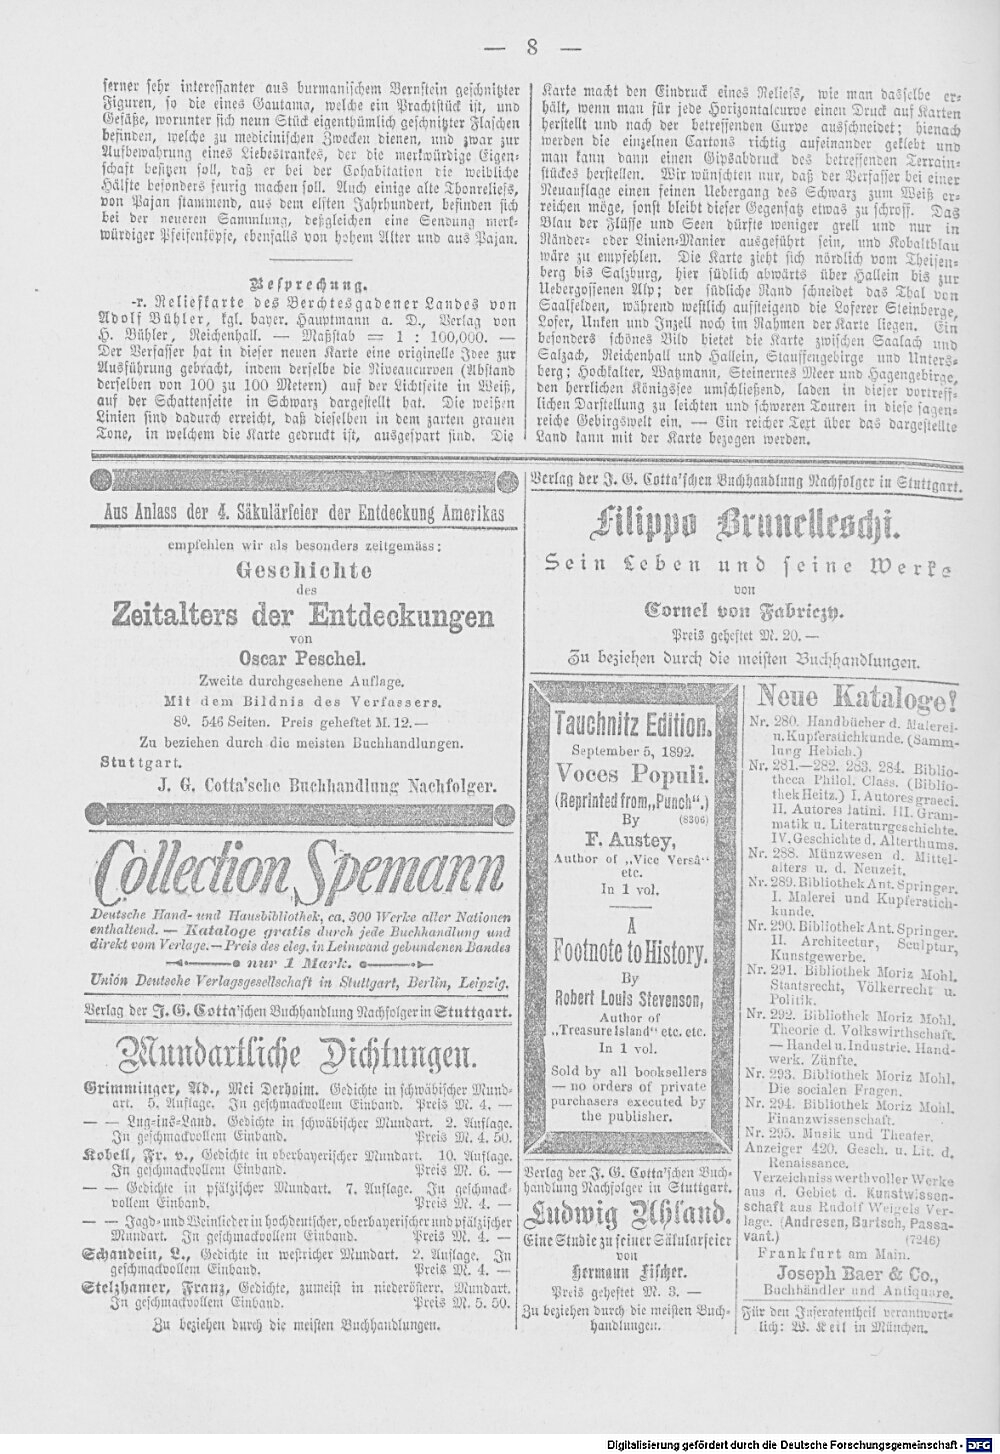 — 8 —
ferner sehr interessanter aus burmanischem Bernstein geschnitzter
Figuren, so die eines Gautama, welche ein Prachtstück ist, und
Gefäße, worunter sich neun Stück eigenthümlich geschnitzter Flaschen
befinden, welche zu medicinischen Zwecken dienen, und zwar zur
Aufbewahrung eines Liebestrankes, der die merkwürdige Eigen-
schaft besitzen soll, daß er bei der Cohabitation die weibliche
Hälfte besonders feurig machen soll. Auch einige alte Thonreliefs,
von Pajan stammend, aus dem elften Jahrhundert, befinden sich
bei der neueren Sammlung, deßgleichen eine Sendung merk-
würdiger Pfeifenköpfe, ebenfalls von hohem Alter und aus Pajan.
Besprechung.
-r. Reliefkarte des Berchtesgadener Landes von
Adolf Bühler, kgl. bayer. Hauptmann a. D., Verlag von
H. Bühler, Reichenhall. — Maßstab = 1 : 100,000. —
Der Verfasser hat in dieser neuen Karte eine originelle Idee zur
Ausführung gebracht, indem derselbe die Niveaucurven (Abstand
derselben von 100 zu 100 Metern) auf der Lichtseite in Weiß,
auf der Schattenseite in Schwarz dargestellt hat. Die weißen
Linien sind dadurch erreicht, daß dieselben in dem zarten grauen
Tone, in welchem die Karte gedruckt ist, ausgespart sind. Die
Karte macht den Eindruck eines Reliefs, wie man dasselbe er-
hält, wenn man für jede Horizontalcurve einen Druck auf Karten
herstellt und nach der betreffenden Curve ausschneidet; hienach
werden die einzelnen Cartons richtig aufeinander geklebt und
man kann dann einen Gipsabdruck des betreffenden Terrain-
stückes herstellen. Wir wünschten nur, daß der Verfasser bei einer
Neuauflage einen feinen Uebergang des Schwarz zum Weiß er-
reichen möge, sonst bleibt dieser Gegensatz etwas zu schroff. Das
Blau der Flüsse und Seen dürfte weniger grell und nur in
Ränder- oder Linien-Manier ausgeführt sein, und Kobaltblau
wäre zu empfehlen. Die Karte zieht sich nördlich vom Theisen-
berg bis Salzburg, hier südlich abwärts über Hallein bis zur
Uebergossenen Alp; der südliche Rand schneidet das Thal von
Saalfelden, während westlich aufsteigend die Loferer Steinberge,
Lofer, Unken und Inzell noch im Rahmen der Karte liegen. Ein
besonders schönes Bild bietet die Karte zwischen Saalach und
Salzach, Reichenhall und Hallein, Stauffengebirge und Unters-
berg; Hochkalter, Watzmann, Steinernes Meer und Hagengebirge,
den herrlichen Königssee umschließend, laden in dieser vortreff-
lichen Darstellung zu leichten und schweren Touren in diese sagen-
reiche Gebirgswelt ein. — Ein reicher Text über das dargestellte
Land kann mit der Karte bezogen werden.
Aus Anlass der 4. Säkulärfeier der Entdeckung Amerikas
empfehlen wir als besonders zeitgemäss:
Geschichte
des
Zeitalters der Entdeckungen
von
Oscar Peschel.
Zweite durchgesehene Auflage.
Mit dem Bildnis des Verfassers.
8º. 546 Seiten. Preis geheftet M. 12.—
Zu beziehen durch die meisten Buchhandlungen.
Stuttgart.
J. G. Cotta'sche Buchhandlung Nachfolger.
Collection Spemann
Deutsche Hand- und Hausbibliothek, ca. 300 Werke aller Nationen
enthaltend. — Kataloge gratis durch jede Buchhandlung und
direkt vom Verlage. — Preis des eleg. in Leinwand gebundenen Bandes
nur 1 Mark.
Union Deutsche Verlagsgesellschaft in Stuttgart, Berlin, Leipzig.
Verlag der J. G. Cotta'schen Buchhandlung Nachfolger in Stuttgart.
Mundartliche Dichtungen.
Grimminger, Ad., Mei Derhoim. Gedichte in schwäbischer Mund-
art. 5. Auflage. In geschmackvollem Einband. Preis M. 4. —
— — Lug-ins-Land. Gedichte in schwäbischer Mundart. 2. Auflage.
In geschmackvollem Einband. Preis M. 4. 50.
Kobell, Fr. v., Gedichte in oberbayerischer Mundart. 10. Auflage.
In geschmackvollem Einband. Preis M. 6. —
— — Gedichte in pfälzischer Mundart. 7. Auflage. In geschmack-
vollem Einband. Preis M. 4. —
— — Jagd- und Weinlieder in hochdeutscher, oberbayerischer und pfälzischer
Mundart. In geschmackvollem Einband. Preis M. 4. —
Schandein, L., Gedichte in westricher Mundart. 2. Auflage. In
geschmackvollem Einband. Preis M. 4. —
Stelzhamer, Franz, Gedichte, zumeist in niederösterr. Mundart.
In geschmackvollem Einband. Preis M. 5. 50.
Zu beziehen durch die meisten Buchhandlungen.
Verlag der J. G. Cotta'schen Buchhandlung Nachfolger in Stuttgart.
Filippo Brunelleschi.
Sein Leben und seine Werke
von
Cornel von Fabriczy.
Preis geheftet M. 20. —
Zu beziehen durch die meisten Buchhandlungen.
Tauchnitz Edition.
September 5, 1892.
Voces Populi.
(Reprinted from „Punch“.)
By (8306)
F. Austey,
Author of „Vice Versâ“
etc.
In 1 vol.
A
Footnote to History.
By
Robert Louis Stevenson,
Author of
„Treasure Island“ etc. etc.
In 1 vol.
Sold by all booksellers
— no orders of private
purchasers executed by
the publisher.
Verlag der J. G. Cotta'schen Buch-
handlung Nachfolger in Stuttgart.
Ludwig Uhland.
Eine Studie zu seiner Säkularfeier
von
Hermann Fischer.
Preis geheftet M. 3. —
Zu beziehen durch die meisten Buch-
handlungen.
Neue Kataloge!
Nr. 280. Handbücher d. Malerei-
u. Kupferstichkunde. (Samm-
lung Hebich.)
Nr. 281.—282. 283. 284. Biblio-
theca Philol. Class. (Biblio-
thek Heitz.) I. Autores graeci.
II. Autores latini. III. Gram-
matik u. Literaturgeschichte.
IV. Geschichte d. Alterthums.
Nr. 288. Münzwesen d. Mittel-
alters u. d. Neuzeit.
Nr. 289. Bibliothek Ant. Springer.
I. Malerei und Kupferstich-
kunde.
Nr. 290. Bibliothek Ant. Springer.
II. Architectur, Sculptur,
Kunstgewerbe.
Nr. 291. Bibliothek Moriz Mohl.
Staatsrecht, Völkerrecht u.
Politik.
Nr. 292. Bibliothek Moriz Mohl.
Theorie d. Volkswirthschaft.
— Handel u. Industrie. Hand-
werk. Zünfte.
Nr. 293. Bibliothek Moriz Mohl.
Die socialen Fragen.
Nr. 294. Bibliothek Moriz Mohl.
Finanzwissenschaft.
Nr. 295. Musik und Theater.
Anzeiger 420. Gesch. u. Lit. d.
Renaissance.
Verzeichniss werthvoller Werke
aus d. Gebiet d. Kunstwissen-
schaft aus Rudolf Weigels Ver-
lage. (Andresen, Bartsch, Passa-
vant.) (7246)
Frankfurt am Main.
Joseph Baer & Co.,
Buchhändler und Antiquare.
Für den Inseratentheil verantwort-
lich: W. Keil in München.
Digitalisierung gefördert durch die Deutsche Forschungsgemeinschaft - DFG